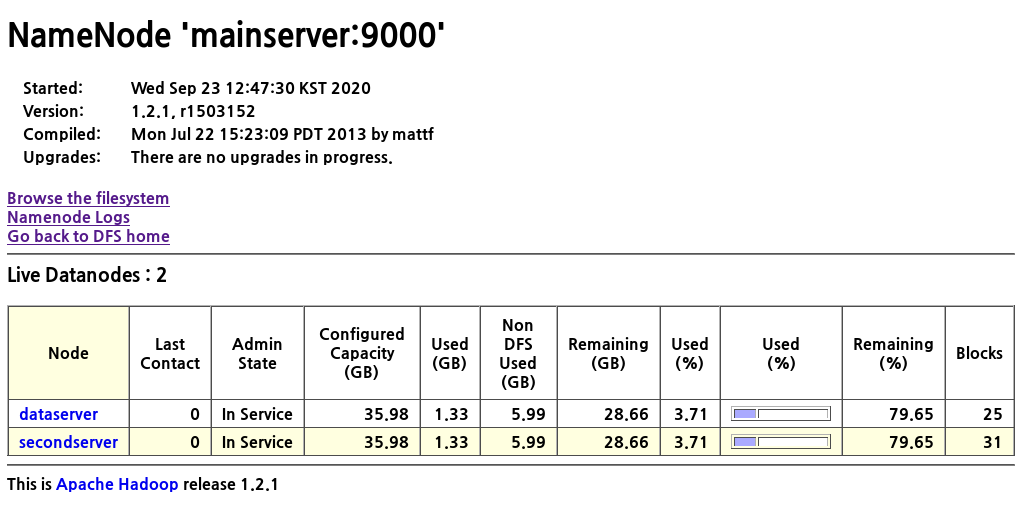 NameNode 'mainserver:9000'
Started: Wed Sep 23 12:47:30 KST 2020
Version: 1.2.1, r1503152
Compiled: Mon Jul 22 15:23:09 PDT 2013 by mattf
Upgrades: There are no upgrades in progress.
Browse the filesystem
Namenode Logs
Go back to DFS home
Live Datanodes : 2
Node Last Contact Admin State Configured Capacity (GB) Used (GB) Non DFS Used (GB) Remaining (GB) Used (%) Used (%) Remaining (%) Blocks
dataserver 0 In Service 35.98 1.33 5.99 28.66 3.71 79.65 25
secondserver 0 In Service 35.98 1.33 5.99 28.66 3.71 79.65 31
This is Apache Hadoop release 1.2.1